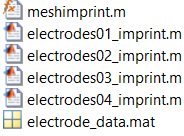 meshimprint.m
electrodes01_imprint.m
electrodes02_imprint.m
electrodes03_imprint.m
electrodes04_imprint.m
electrode_data.mat